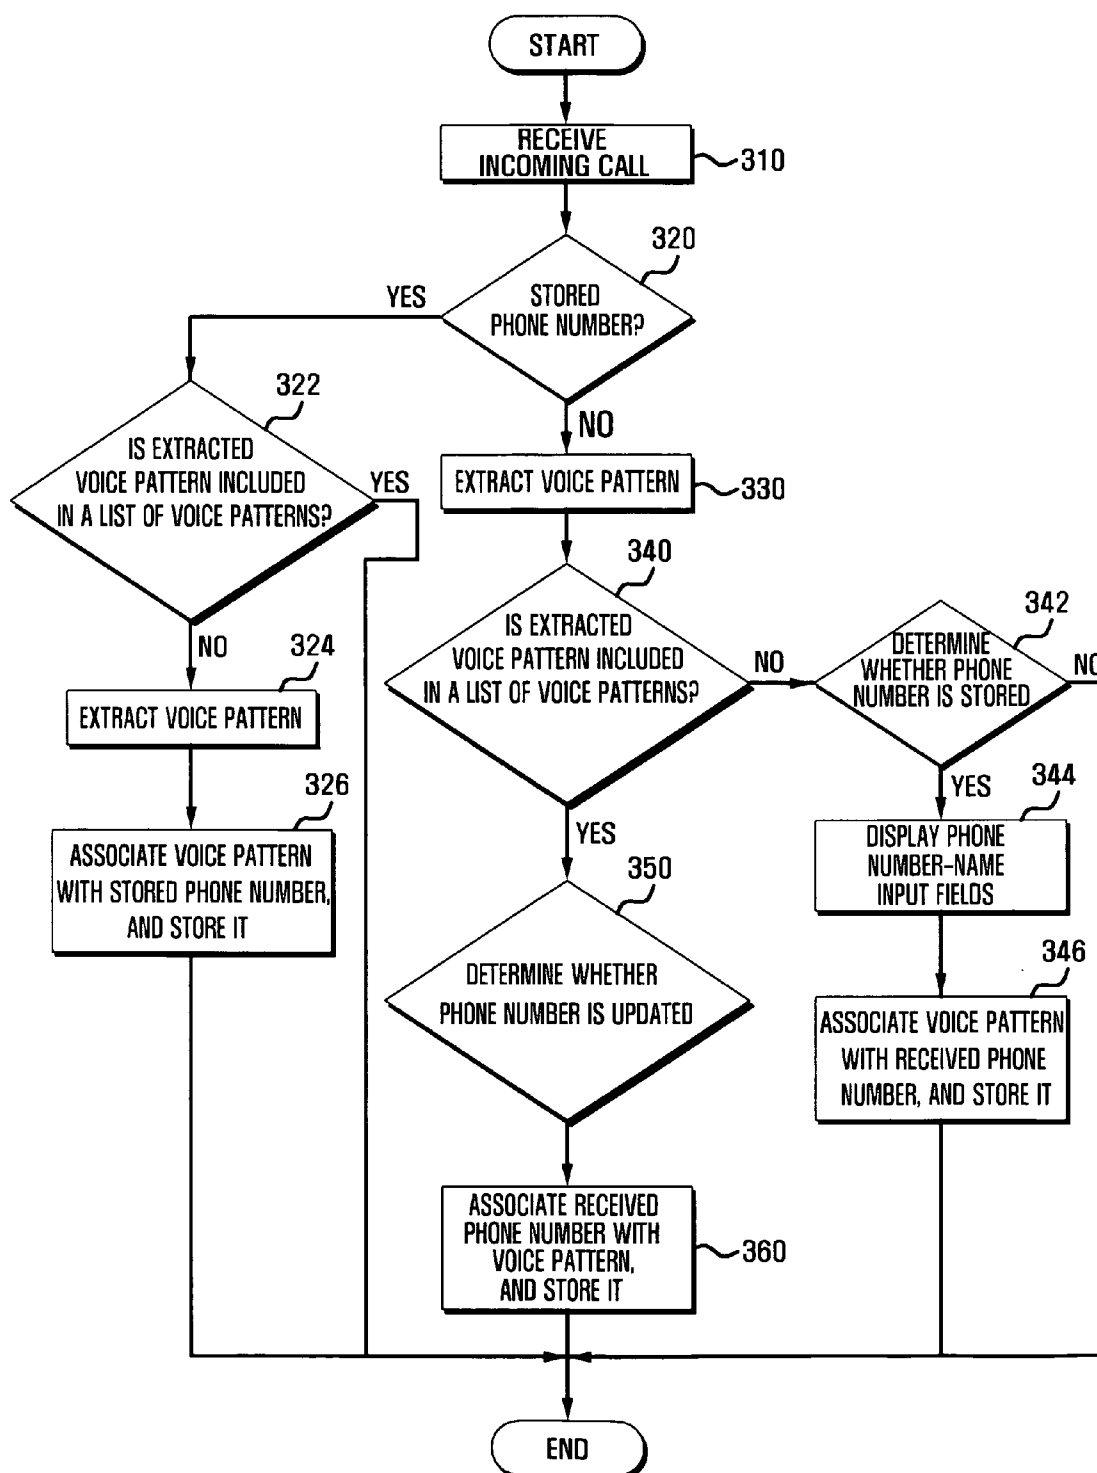 START
RECEIVE
INCOMING CALL
310
320
STORED
PHONE NUMBER?
YES
NO
322
IS EXTRACTED
VOICE PATTERN INCLUDED
IN A LIST OF VOICE PATTERNS?
YES
NO
EXTRACT VOICE PATTERN
330
324
EXTRACT VOICE PATTERN
326
ASSOCIATE VOICE PATTERN
WITH STORED PHONE NUMBER,
AND STORE IT
340
IS EXTRACTED
VOICE PATTERN INCLUDED
IN A LIST OF VOICE PATTERNS?
NO
YES
342
DETERMINE
WHETHER PHONE
NUMBER IS STORED
NO
YES
344
DISPLAY PHONE
NUMBER-NAME
INPUT FIELDS
346
ASSOCIATE VOICE PATTERN
WITH RECEIVED PHONE
NUMBER, AND STORE IT
350
DETERMINE WHETHER
PHONE NUMBER IS UPDATED
ASSOCIATE RECEIVED
PHONE NUMBER WITH
VOICE PATTERN,
AND STORE IT
360
END